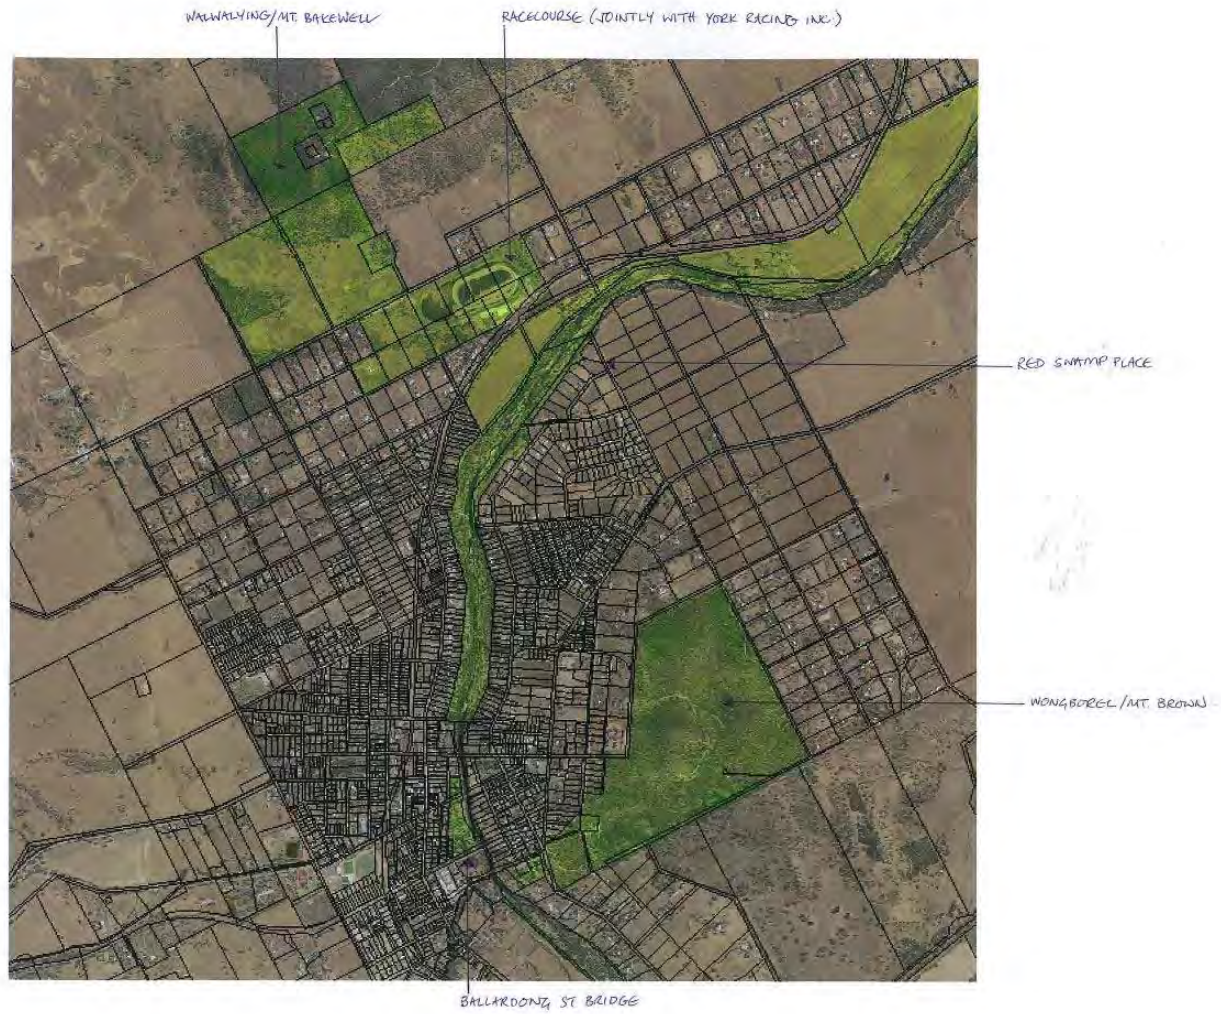 WALWALYING/MT. BAKEWELL
RACECOURSE (JOINTLY WITH YORK RACING INC.)
RED SWAMP PLACE
WONGBOREL/MT. BROWN
BALLARDONG ST BRIDGE